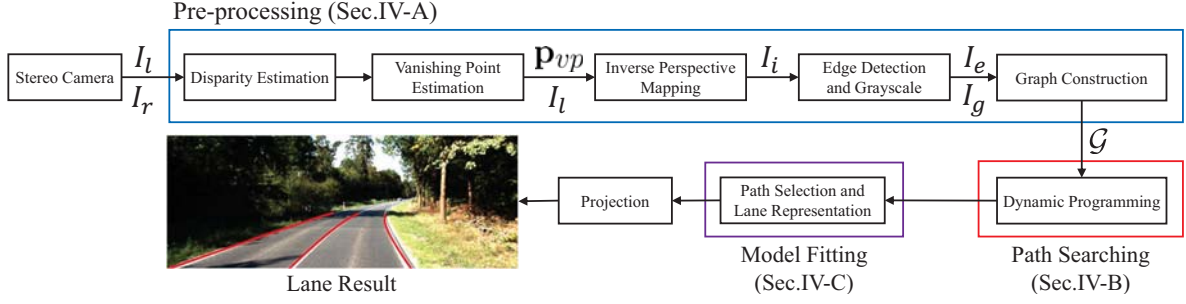 Pre-processing (Sec.IV-A)
Stereo Camera
I_l
I_r
Disparity Estimation
Vanishing Point
Estimation
p_vp
I_l
Inverse Perspective
Mapping
I_i
Edge Detection
and Grayscale
I_e
I_g
Graph Construction
𝒢
Dynamic Programming
Path Searching
(Sec.IV-B)
Path Selection and
Lane Representation
Model Fitting
(Sec.IV-C)
Projection
Lane Result